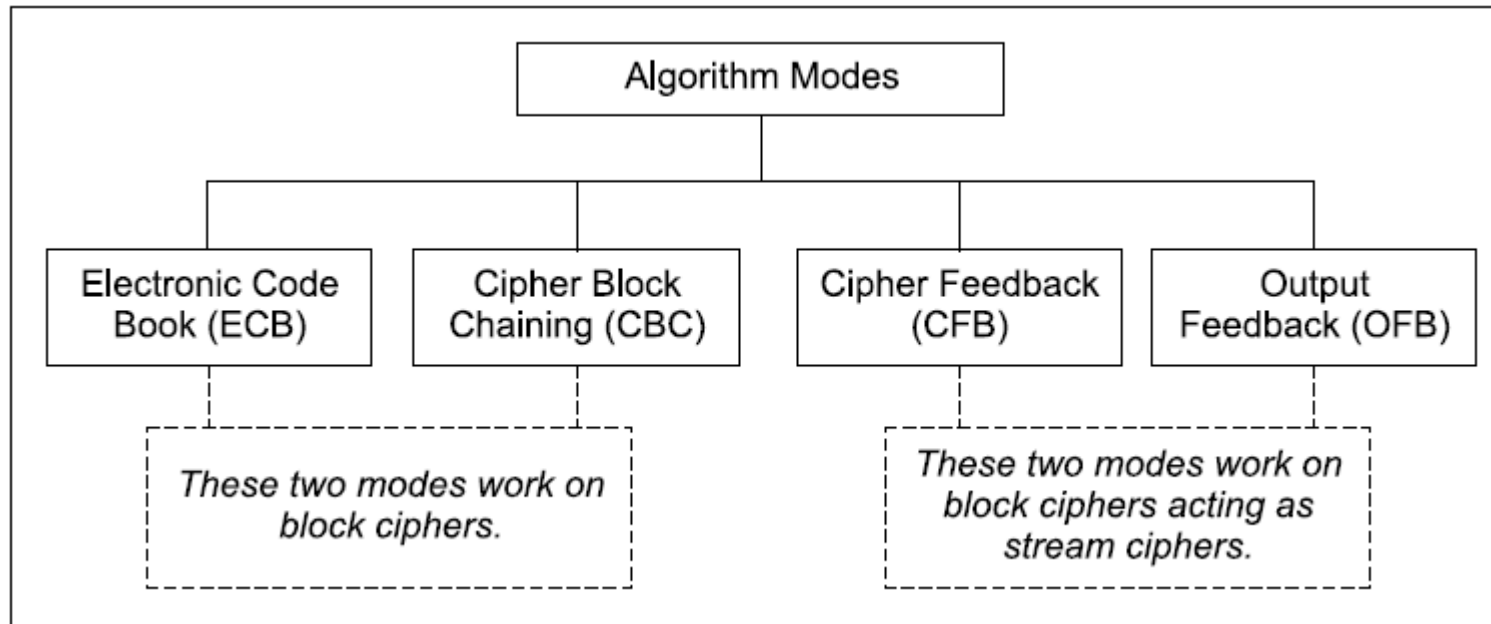 Algorithm Modes
Electronic Code
Book (ECB)
Cipher Block
Chaining (CBC)
Cipher Feedback
(CFB)
Output
Feedback (OFB)
These two modes work on
block ciphers.
These two modes work on
block ciphers acting as
stream ciphers.